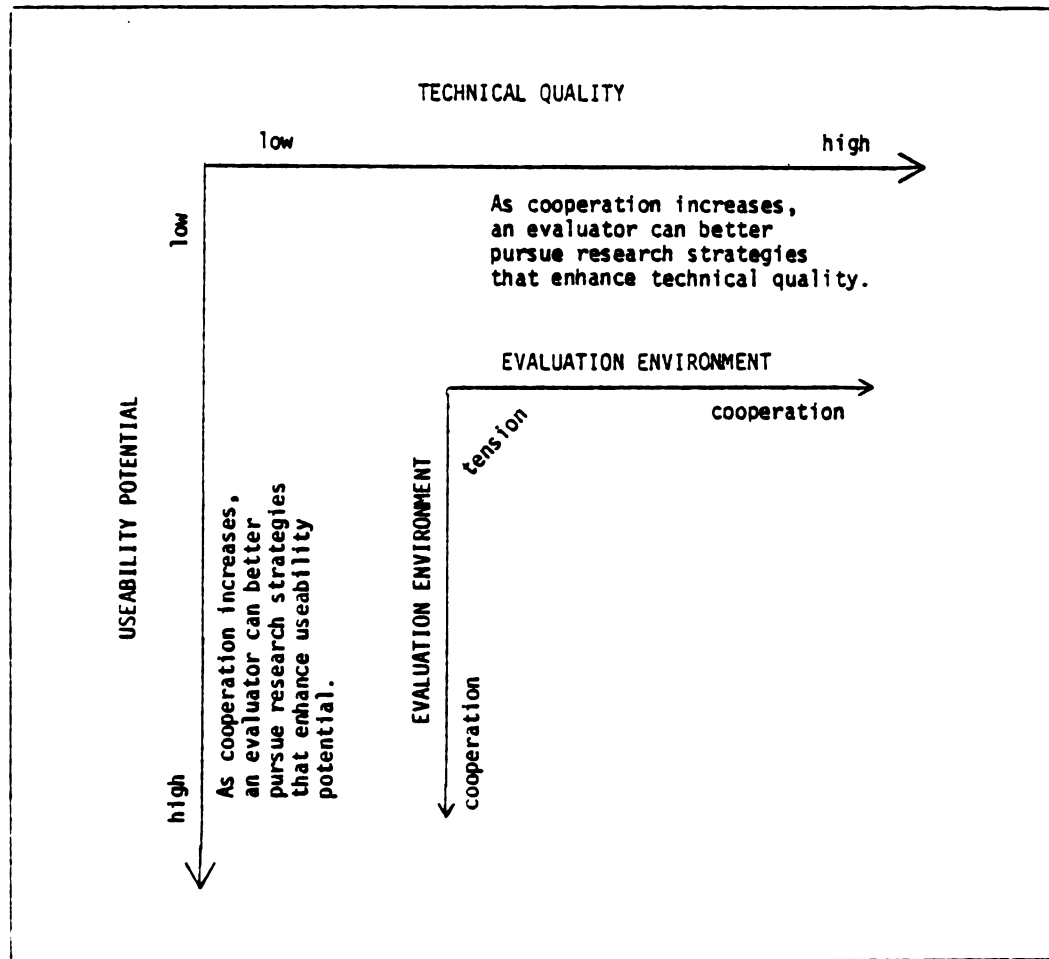 TECHNICAL QUALITY
low
high
As cooperation increases,
an evaluator can better
pursue research strategies
that enhance technical quality.
low
USEABILITY POTENTIAL
high
As cooperation increases,
an evaluator can better
pursue research strategies
that enhance useability
potential.
EVALUATION ENVIRONMENT
cooperation
tension
EVALUATION ENVIRONMENT
cooperation